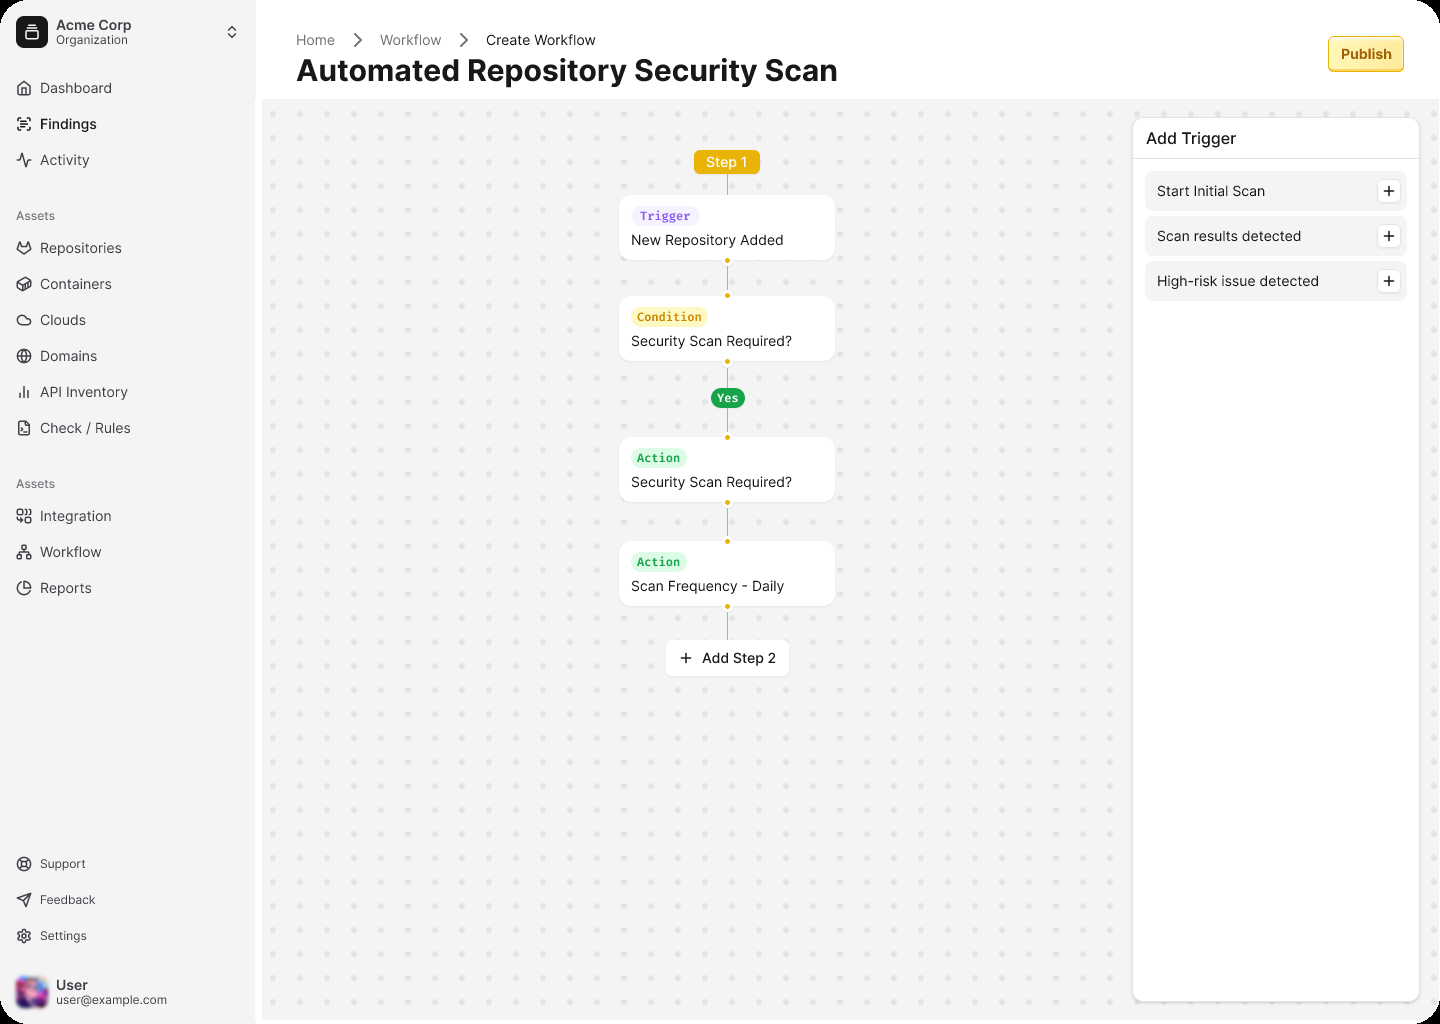 Acme Corp
Organization
Dashboard
Findings
Activity
Assets
Repositories
Containers
Clouds
Domains
API Inventory
Check / Rules
Assets
Integration
Workflow
Reports
Support
Feedback
Settings
User
user@example.com
Home Workflow Create Workflow
Automated Repository Security Scan
Publish
Step 1
Trigger
New Repository Added
Condition
Security Scan Required?
Yes
Action
Security Scan Required?
Action
Scan Frequency - Daily
Add Step 2
Add Trigger
Start Initial Scan
Scan results detected
High-risk issue detected